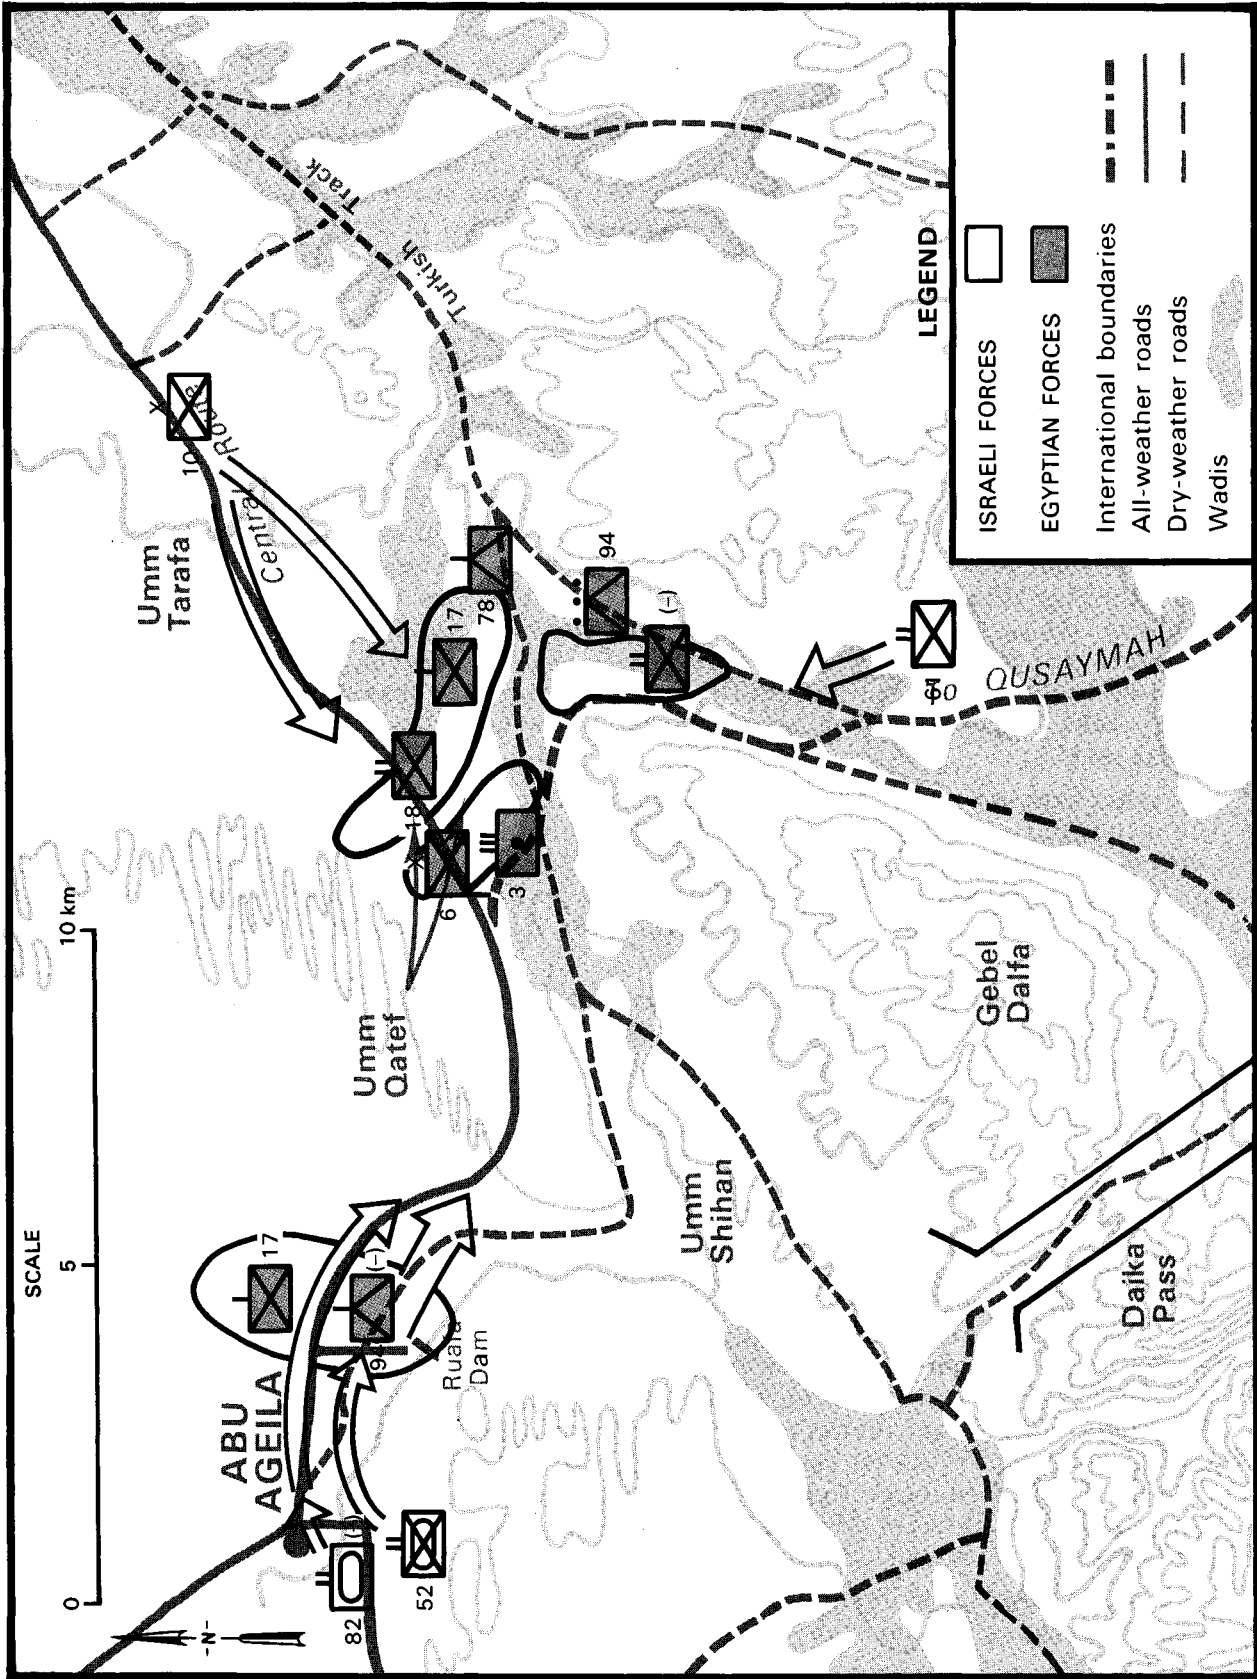 SCALE
0
5
10 km
-N-
ABU
AGEILA
17
(-)
94
Ruafa
Dam
82
(-)
52
Umm
Qatef
Umm
Tarafa
10
X
Central
Route
Turkish
Track
18
17
78
6
3
94
(-)
QUSAYMAH
Umm
Shihan
Gebel
Dalfa
Daika
Pass
LEGEND
ISRAELI FORCES
EGYPTIAN FORCES
International boundaries
All-weather roads
Dry-weather roads
Wadis